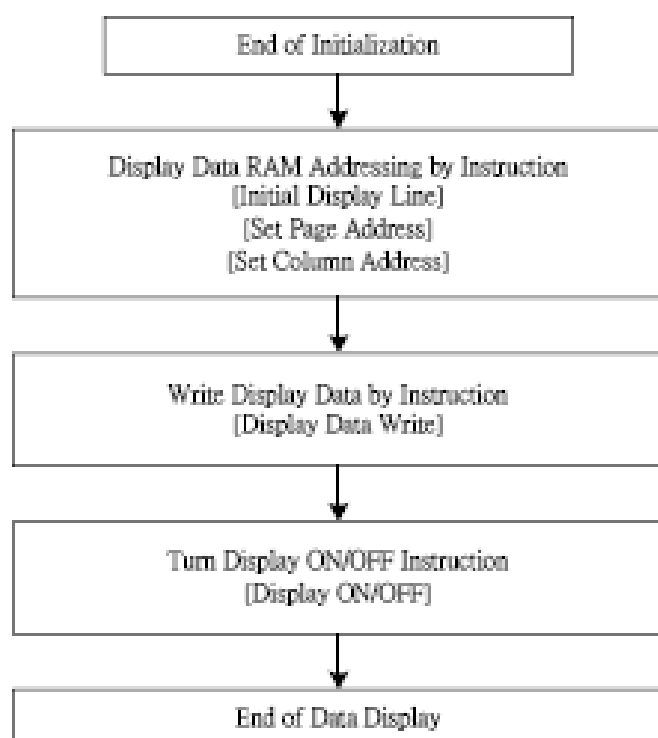 End of Initialization
Display Data RAM Addressing by Instruction
[Initial Display Line]
[Set Page Address]
[Set Column Address]
Write Display Data by Instruction
[Display Data Write]
Turn Display ON/OFF Instruction
[Display ON/OFF]
End of Data Display